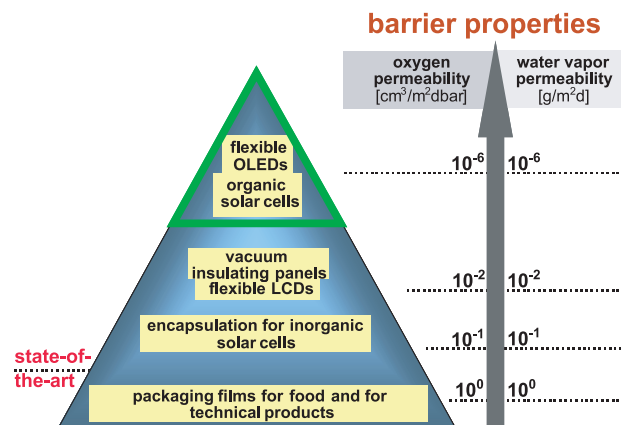 barrier properties
oxygen
permeability
[cm³/m²dbar]
water vapor
permeability
[g/m²d]
flexible
OLEDs
organic
solar cells
10⁻⁶ 10⁻⁶
vacuum
insulating panels
flexible LCDs
10⁻² 10⁻²
encapsulation for inorganic
solar cells
10⁻¹ 10⁻¹
state-of-
the-art
packaging films for food and for
technical products
10⁰ 10⁰